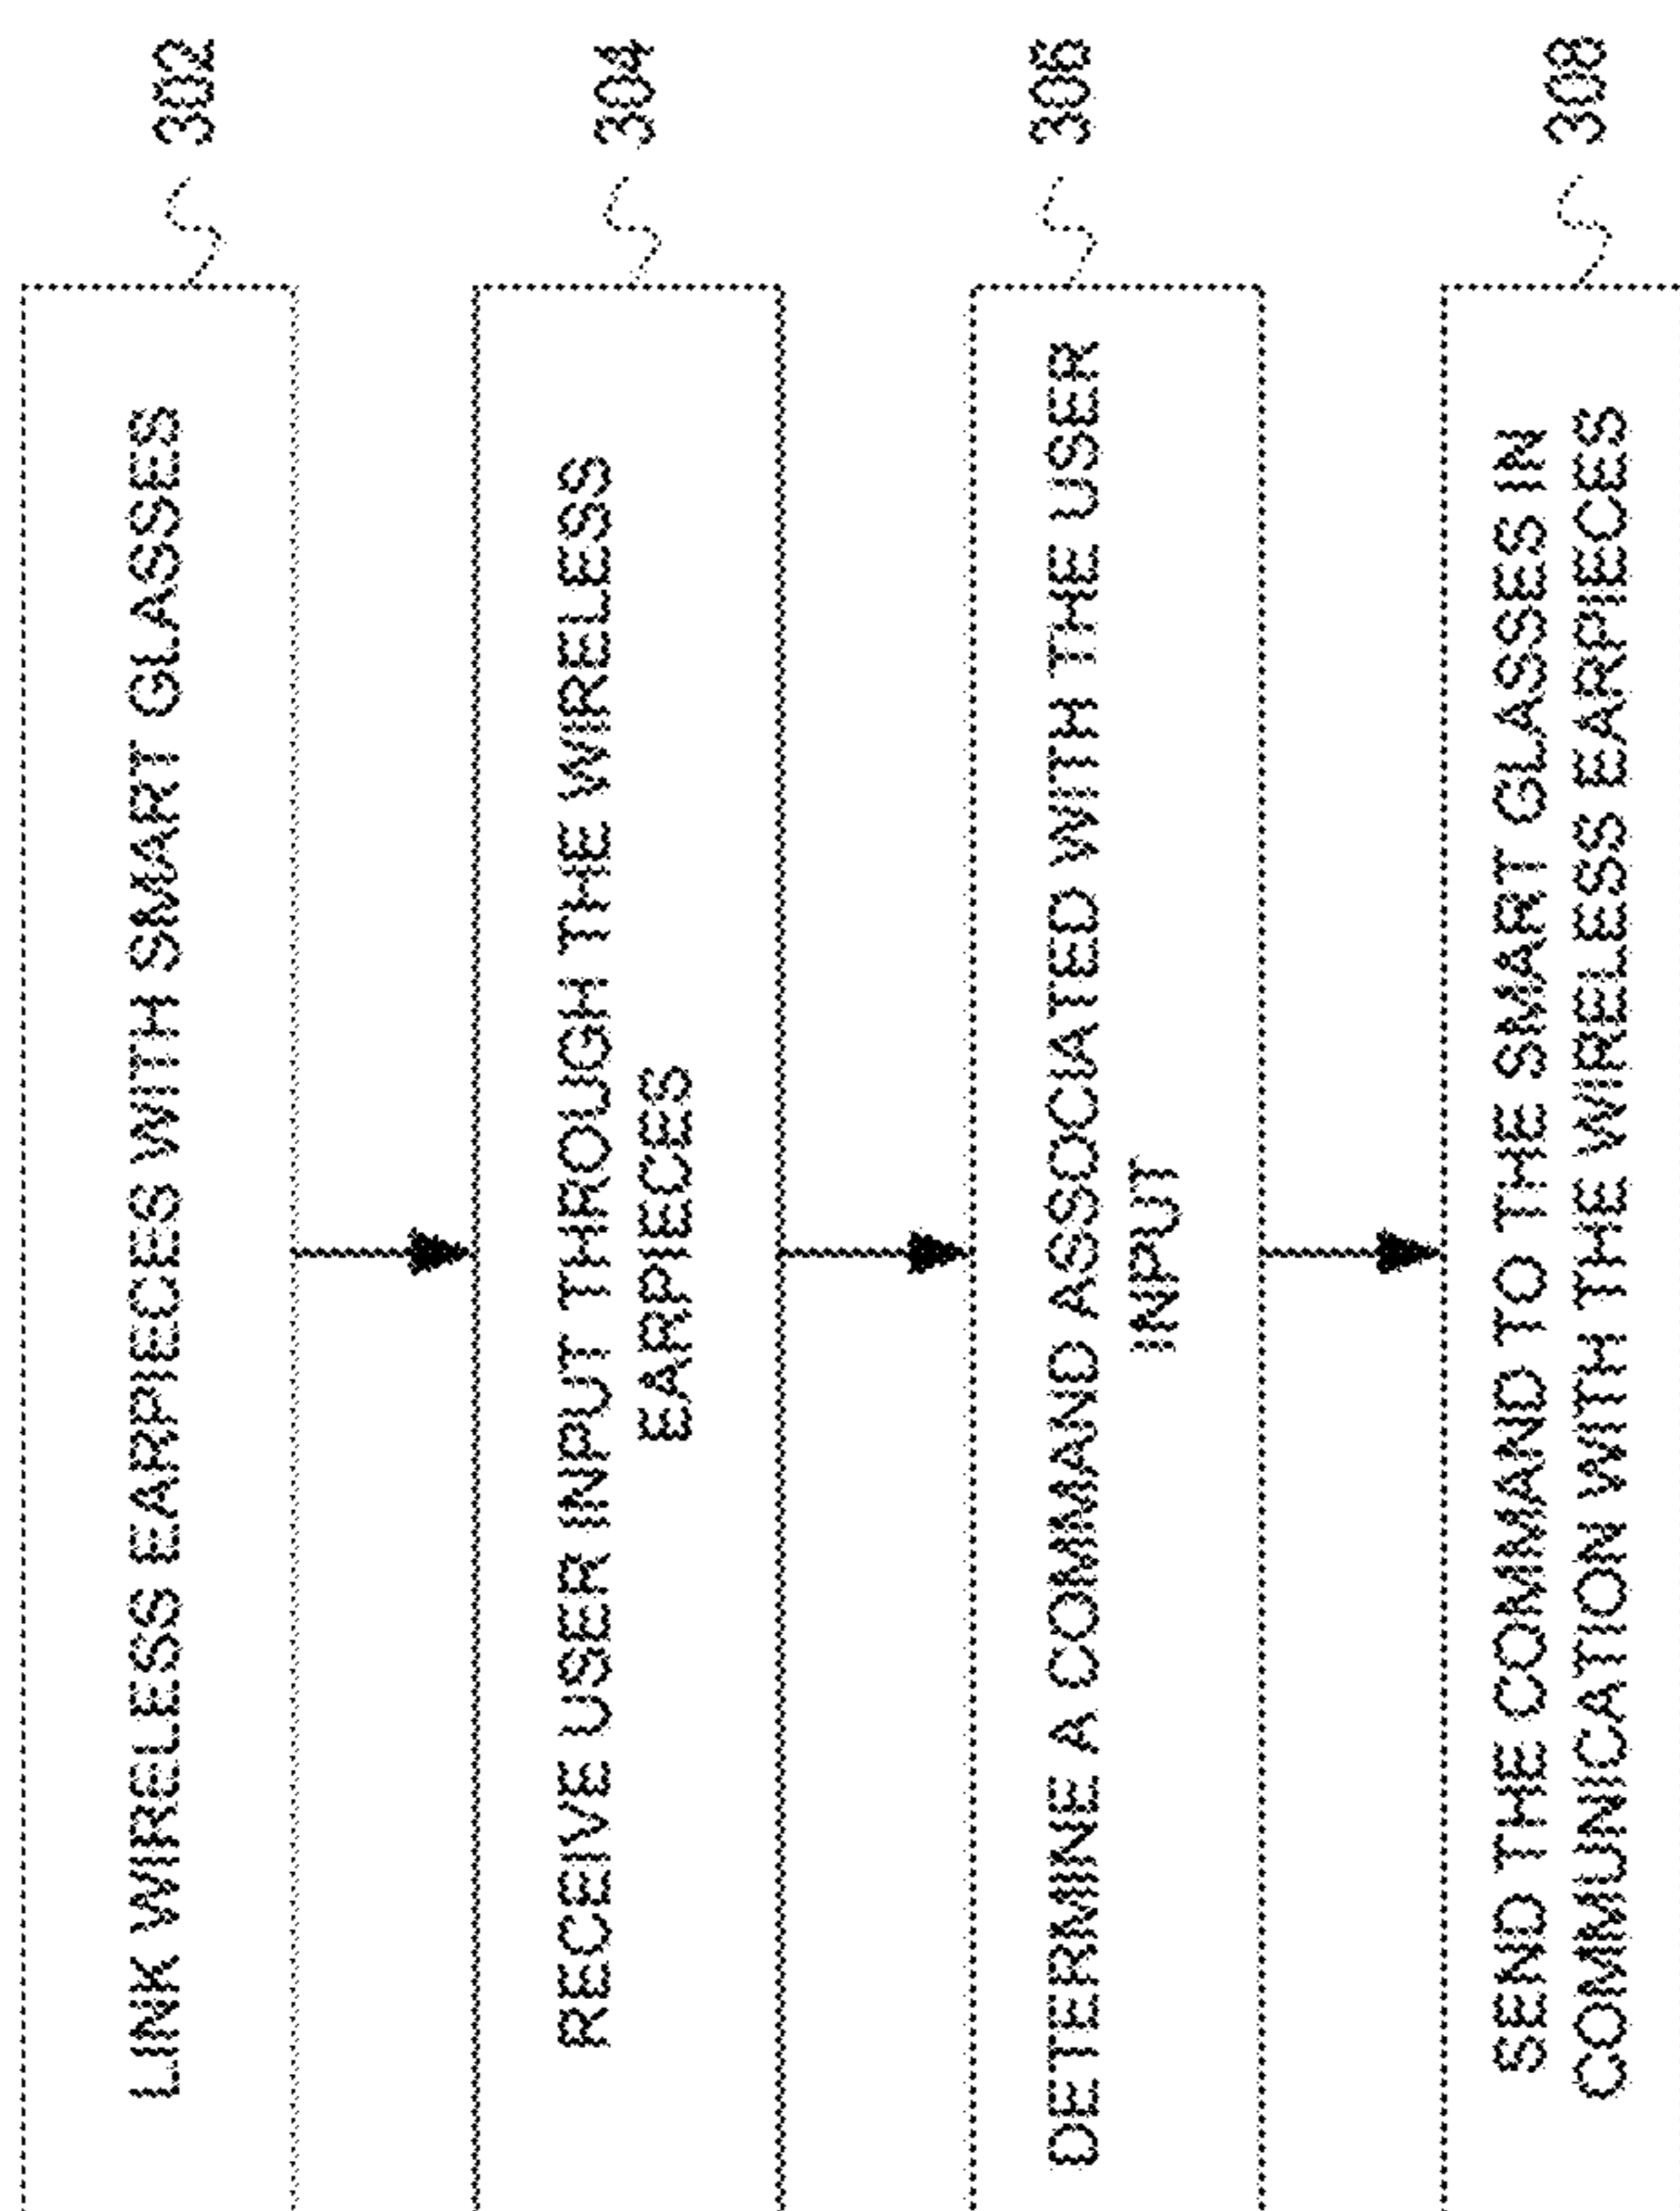 LINK WIRELESS EARPIECES WITH SMART GLASSES
302
RECEIVE USER INPUT THROUGH THE WIRELESS
EARPIECES
304
DETERMINE A COMMAND ASSOCIATED WITH THE USER
INPUT
306
SEND THE COMMAND TO THE SMART GLASSES IN
COMMUNICATION WITH THE WIRELESS EARPIECES
308